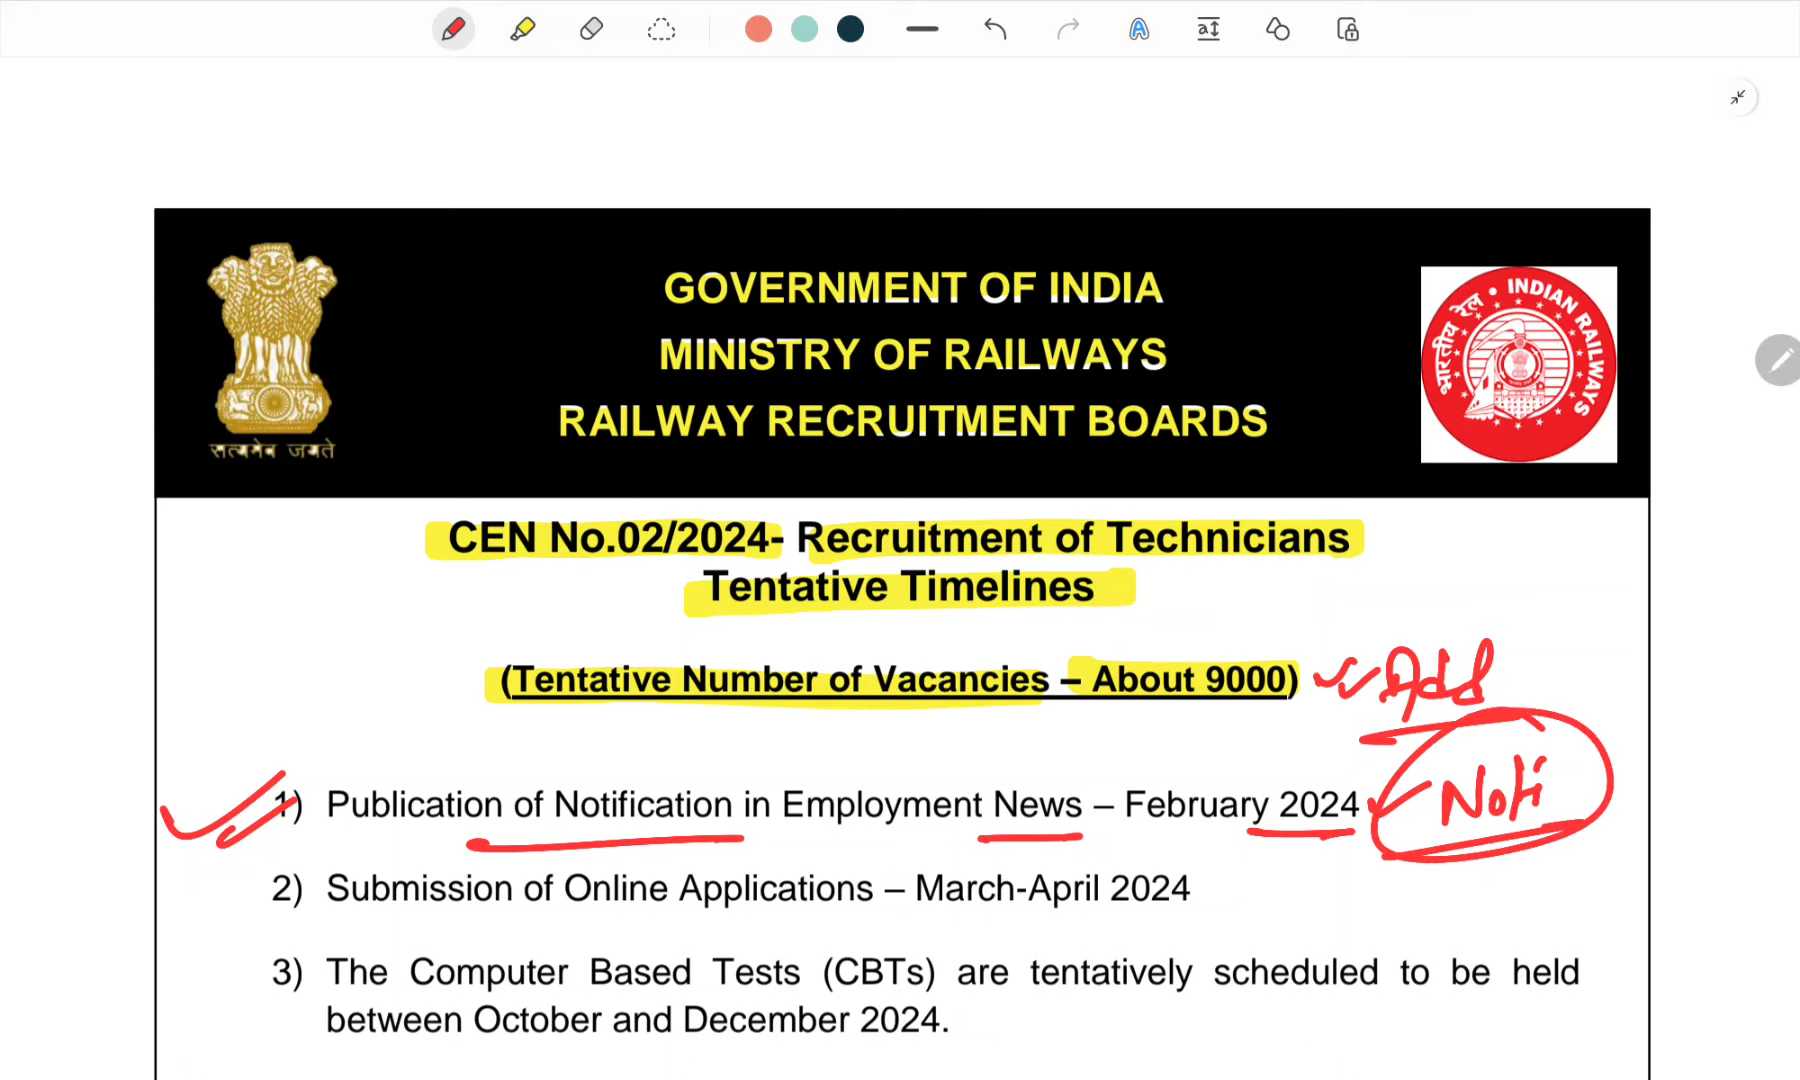 सत्यमेव जयते
GOVERNMENT OF INDIA
MINISTRY OF RAILWAYS
RAILWAY RECRUITMENT BOARDS
भारतीय रेल • INDIAN RAILWAYS
CEN No.02/2024- Recruitment of Technicians
Tentative Timelines
(Tentative Number of Vacancies – About 9000)
Add
1) Publication of Notification in Employment News – February 2024
Noti
2) Submission of Online Applications – March-April 2024
3) The Computer Based Tests (CBTs) are tentatively scheduled to be held
between October and December 2024.